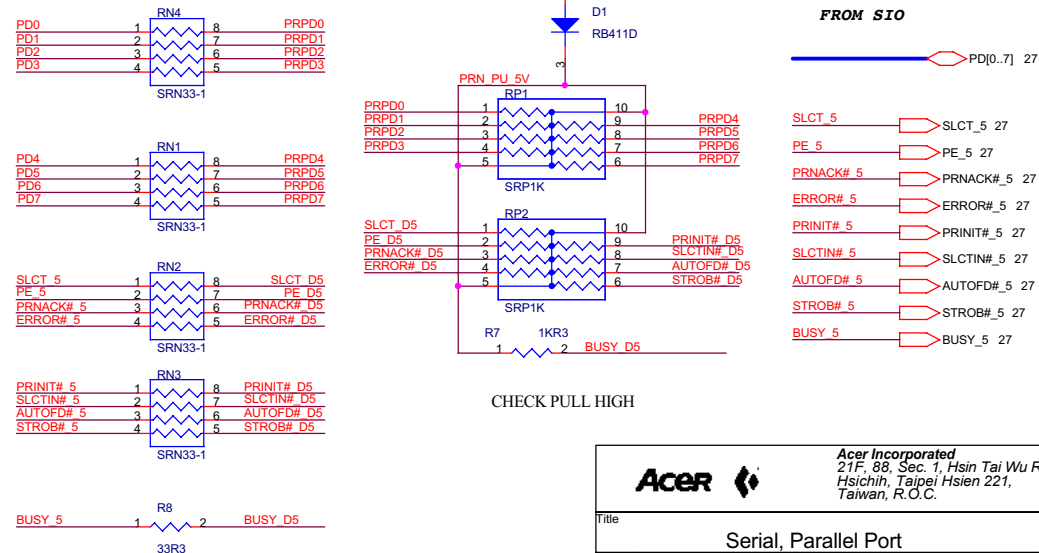 RN4
PD0 1 8 PRPD0
PD1 2 7 PRPD1
PD2 3 6 PRPD2
PD3 4 5 PRPD3
SRN33-1
RN1
PD4 1 8 PRPD4
PD5 2 7 PRPD5
PD6 3 6 PRPD6
PD7 4 5 PRPD7
SRN33-1
RN2
SLCT_5 1 8 SLCT_D5
PE_5 2 7 PE_D5
PRNACK#_5 3 6 PRNACK#_D5
ERROR#_5 4 5 ERROR#_D5
SRN33-1
RN3
PRINIT#_5 1 8 PRINIT#_D5
SLCTIN#_5 2 7 SLCTIN#_D5
AUTOFD#_5 3 6 AUTOFD#_D5
STROB#_5 4 5 STROB#_D5
SRN33-1
R8
BUSY_5 1 2 BUSY_D5
33R3
D1
RB411D
3
PRN_PU_5V
RP1
PRPD0 1 10
PRPD1 2 9 PRPD4
PRPD2 3 8 PRPD5
PRPD3 4 7 PRPD6
5 6 PRPD7
SRP1K
RP2
SLCT_D5 1 10
PE_D5 2 9 PRINIT#_D5
PRNACK#_D5 3 8 SLCTIN#_D5
ERROR#_D5 4 7 AUTOFD#_D5
5 6 STROB#_D5
SRP1K
R7 1KR3
1 2 BUSY_D5
CHECK PULL HIGH
FROM SIO
PD[0..7] 27
SLCT_5 SLCT_5 27
PE_5 PE_5 27
PRNACK#_5 PRNACK#_5 27
ERROR#_5 ERROR#_5 27
PRINIT#_5 PRINIT#_5 27
SLCTIN#_5 SLCTIN#_5 27
AUTOFD#_5 AUTOFD#_5 27
STROB#_5 STROB#_5 27
BUSY_5 BUSY_5 27
Acer
Acer Incorporated
21F, 88, Sec. 1, Hsin Tai Wu R
Hsichih, Taipei Hsien 221,
Taiwan, R.O.C.
Title
Serial, Parallel Port